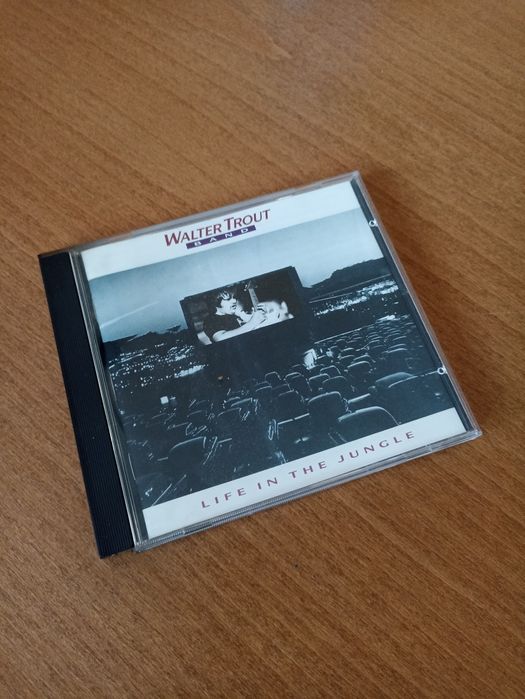 WALTER TROUT
BAND
LIFE IN THE JUNGLE